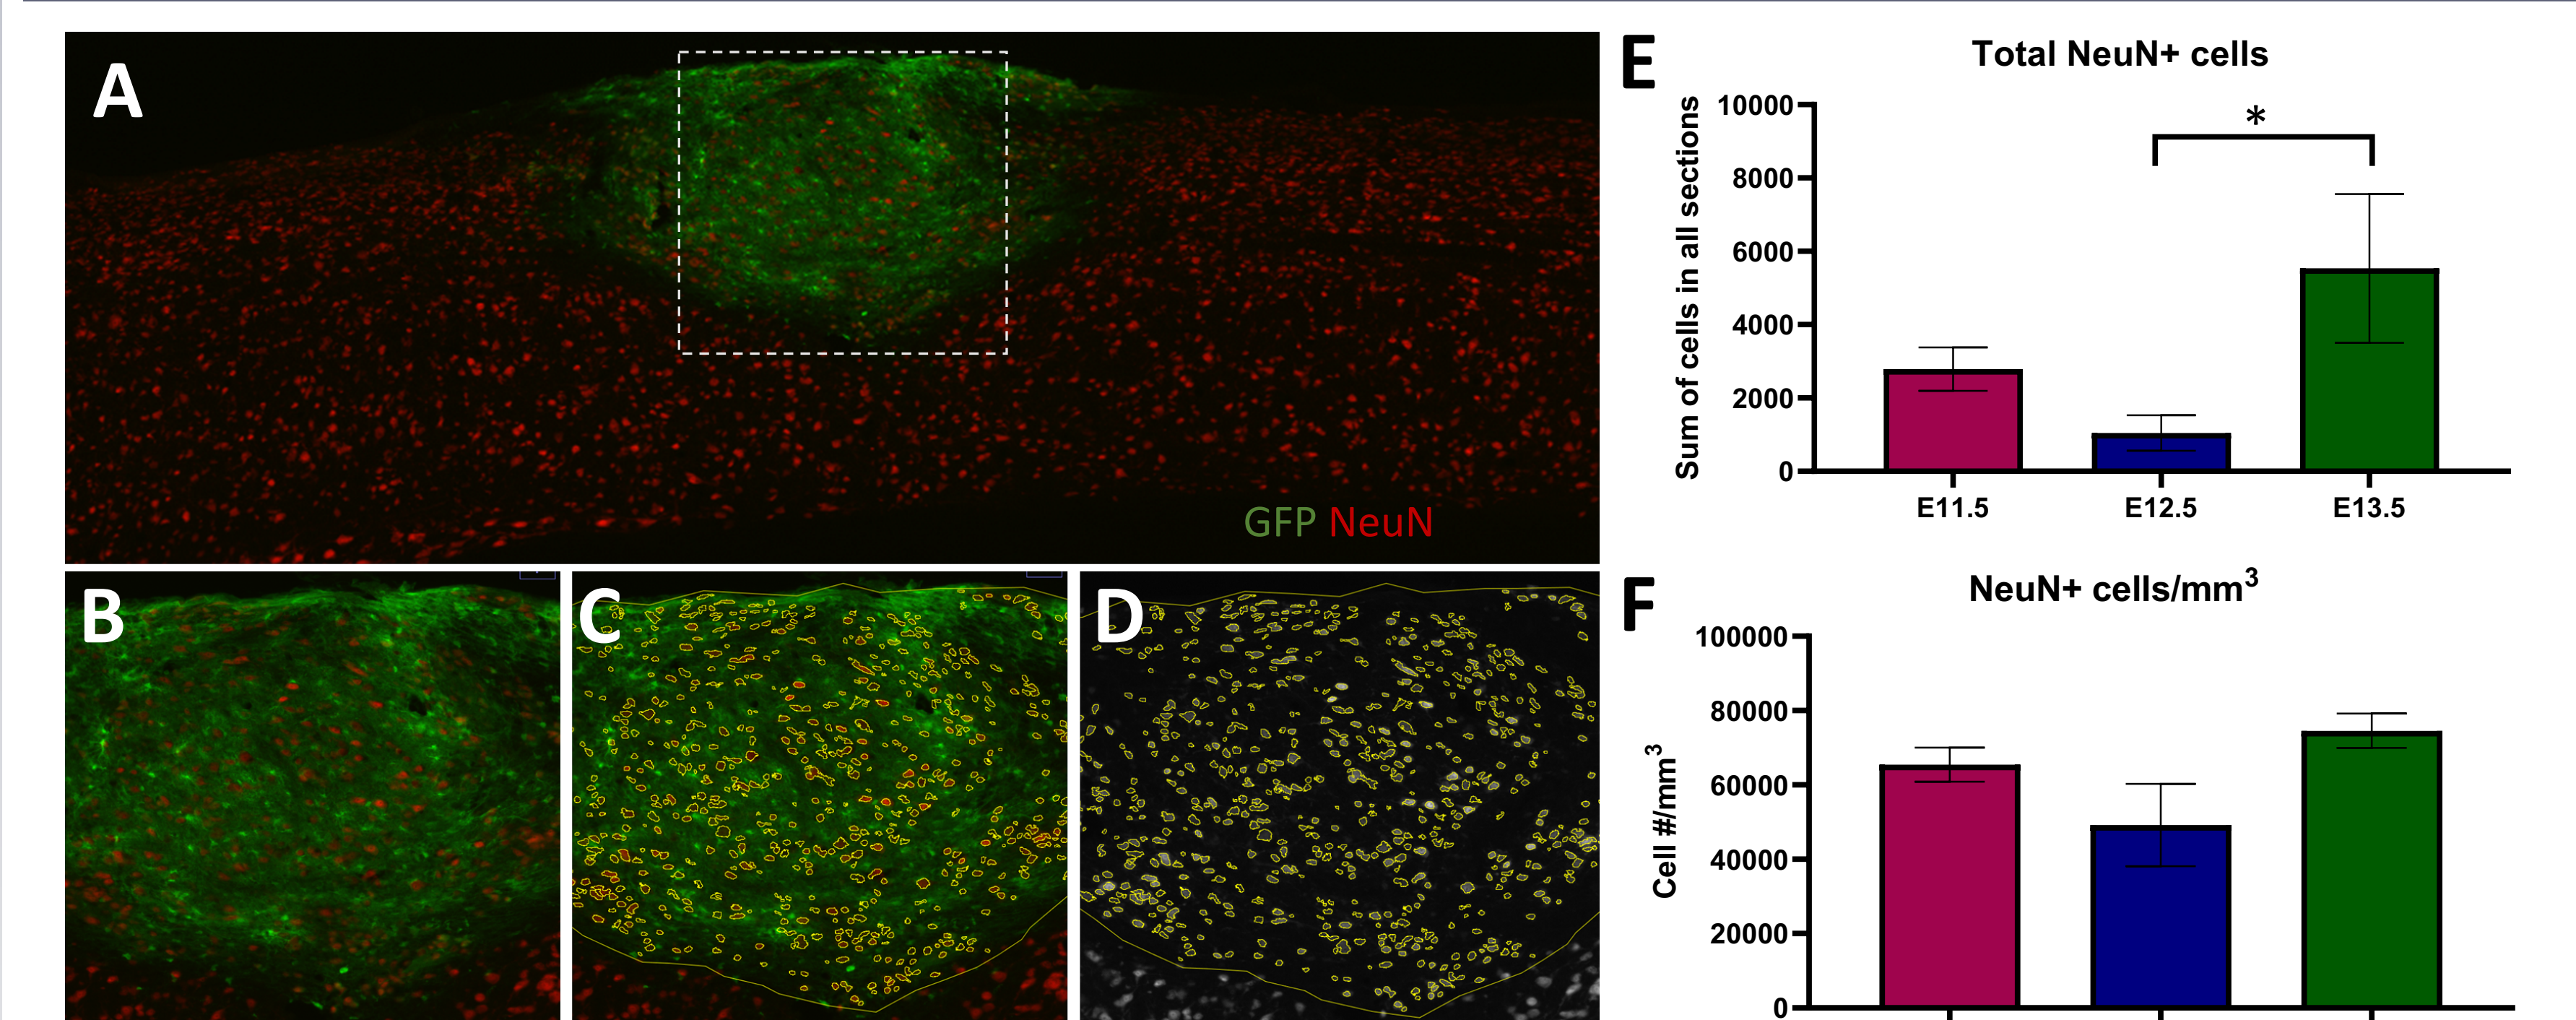 A
GFP NeuN
B
C
D
E
Total NeuN+ cells
Sum of cells in all sections
10000
8000
6000
4000
2000
0
*
E11.5 E12.5 E13.5
F
NeuN+ cells/mm³
Cell #/mm³
100000
80000
60000
40000
20000
0